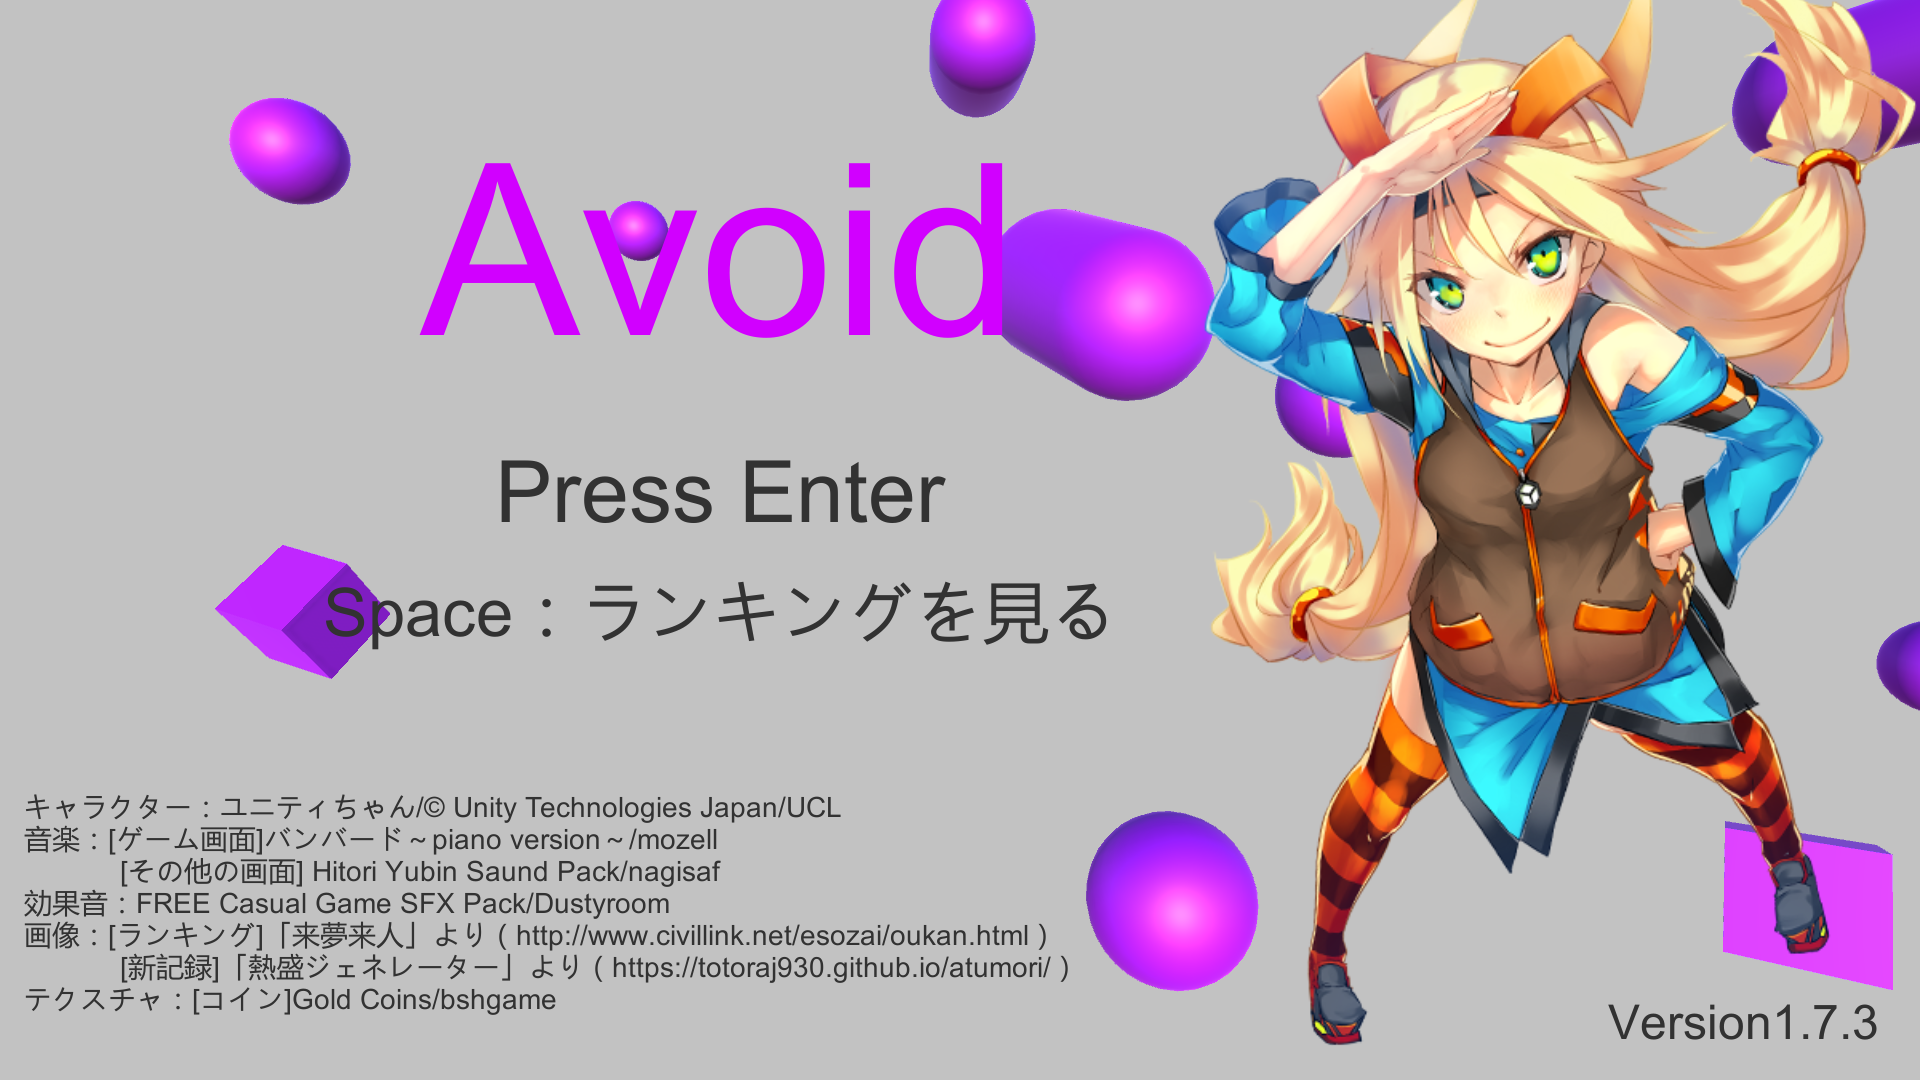 Avoid
Press Enter
Space：ランキングを見る
キャラクター：ユニティちゃん/© Unity Technologies Japan/UCL
音楽：[ゲーム画面]バンバード～piano version～/mozell
[その他の画面] Hitori Yubin Saund Pack/nagisaf
効果音：FREE Casual Game SFX Pack/Dustyroom
画像：[ランキング]「来夢来人」より（http://www.civillink.net/esozai/oukan.html）
[新記録]「熱盛ジェネレーター」より（https://totoraj930.github.io/atumori/）
テクスチャ：[コイン]Gold Coins/bshgame
Version1.7.3